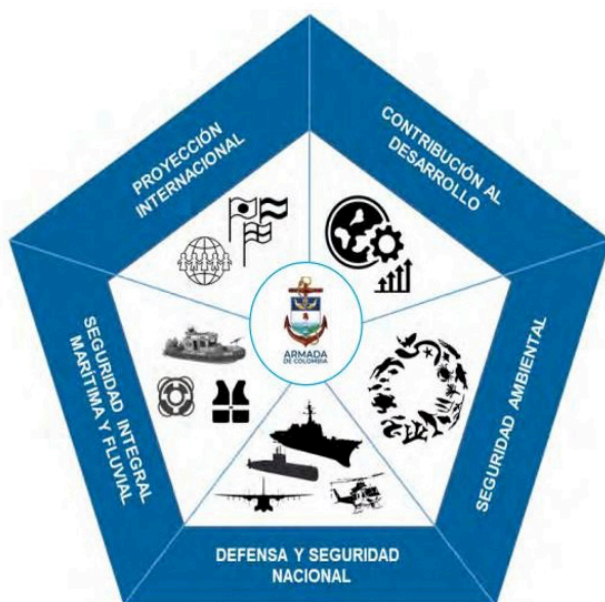 PROYECCIÓN
INTERNACIONAL
CONTRIBUCIÓN AL
DESARROLLO
SEGURIDAD INTEGRAL
MARÍTIMA Y FLUVIAL
ARMADA
DE COLOMBIA
SEGURIDAD AMBIENTAL
DEFENSA Y SEGURIDAD
NACIONAL